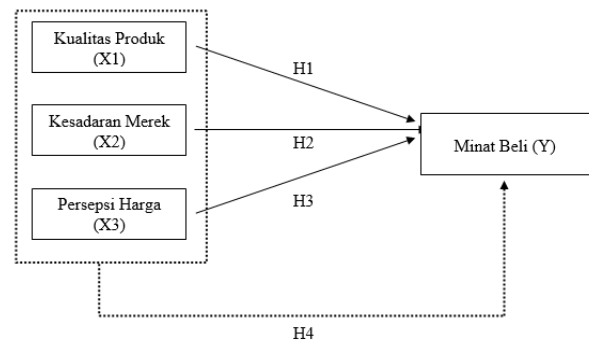 Kualitas Produk
(X1)
H1
Kesadaran Merek
(X2)
H2
Minat Beli (Y)
Persepsi Harga
(X3)
H3
H4